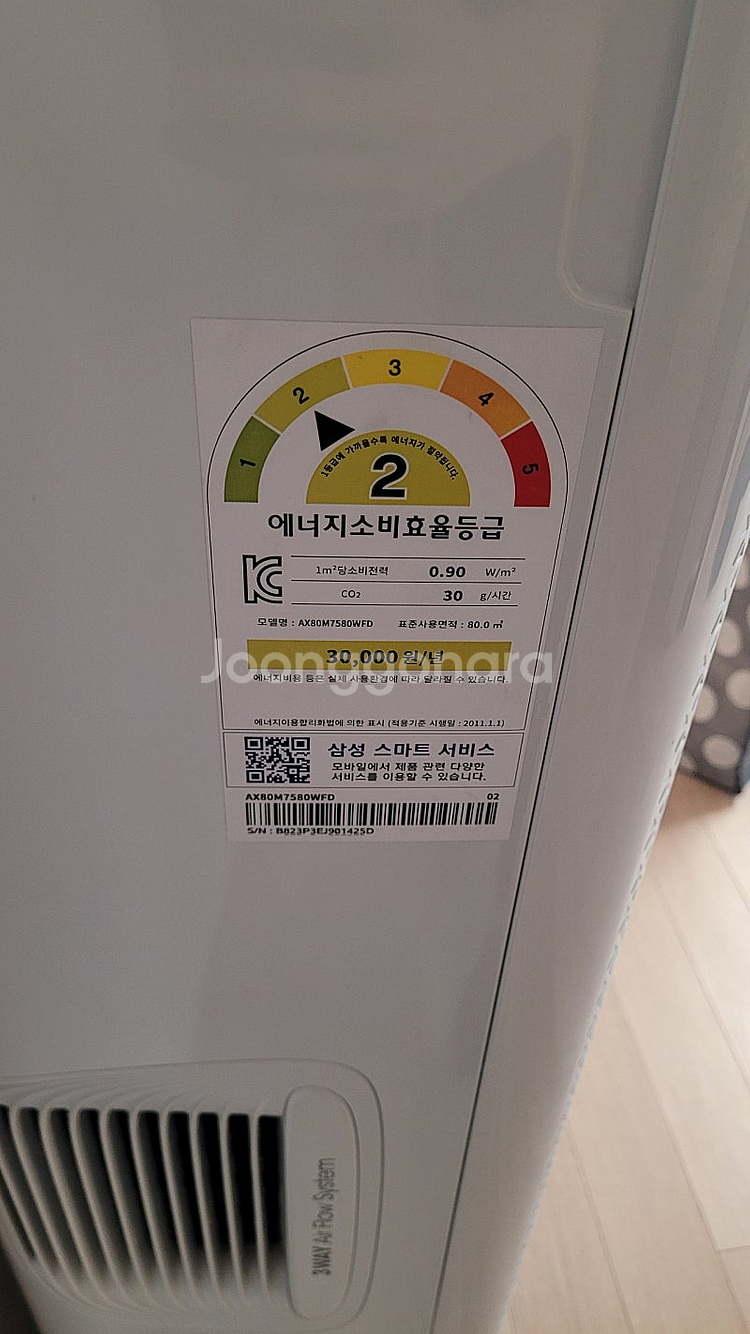 1 2 3 4 5
1등급에 가까울수록 에너지가 절약됩니다.
2
에너지소비효율등급
1m²당소비전력 0.90 W/m²
CO₂ 30 g/시간
모델명 : AX80M7580WFD 표준사용면적 : 80.0 ㎡
30,000 원/년
Joonggonara
에너지비용 등은 실제 사용환경에 따라 달라질 수 있습니다.
에너지이용합리화법에 의한 표시 (적용기준 시행일 : 2011.1.1)
삼성 스마트 서비스
모바일에서 제품 관련 다양한
서비스를 이용할 수 있습니다.
AX80M7580WFD 02
S/N : B823P3EJ901425D
3WAY Air Flow System